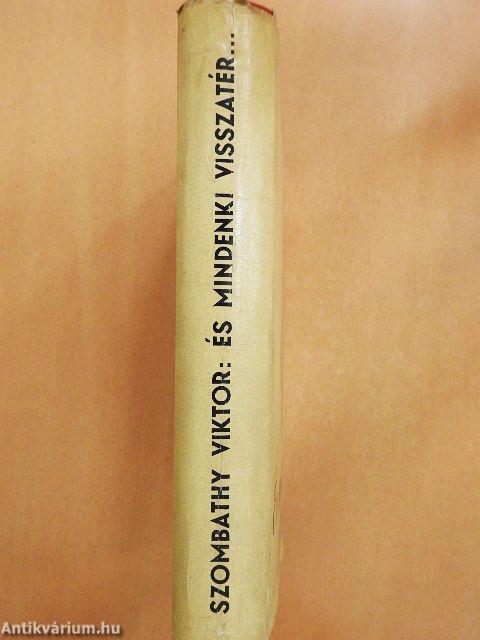 SZOMBATHY VIKTOR: ÉS MINDENKI VISSZATÉR...
Antikvárium.hu